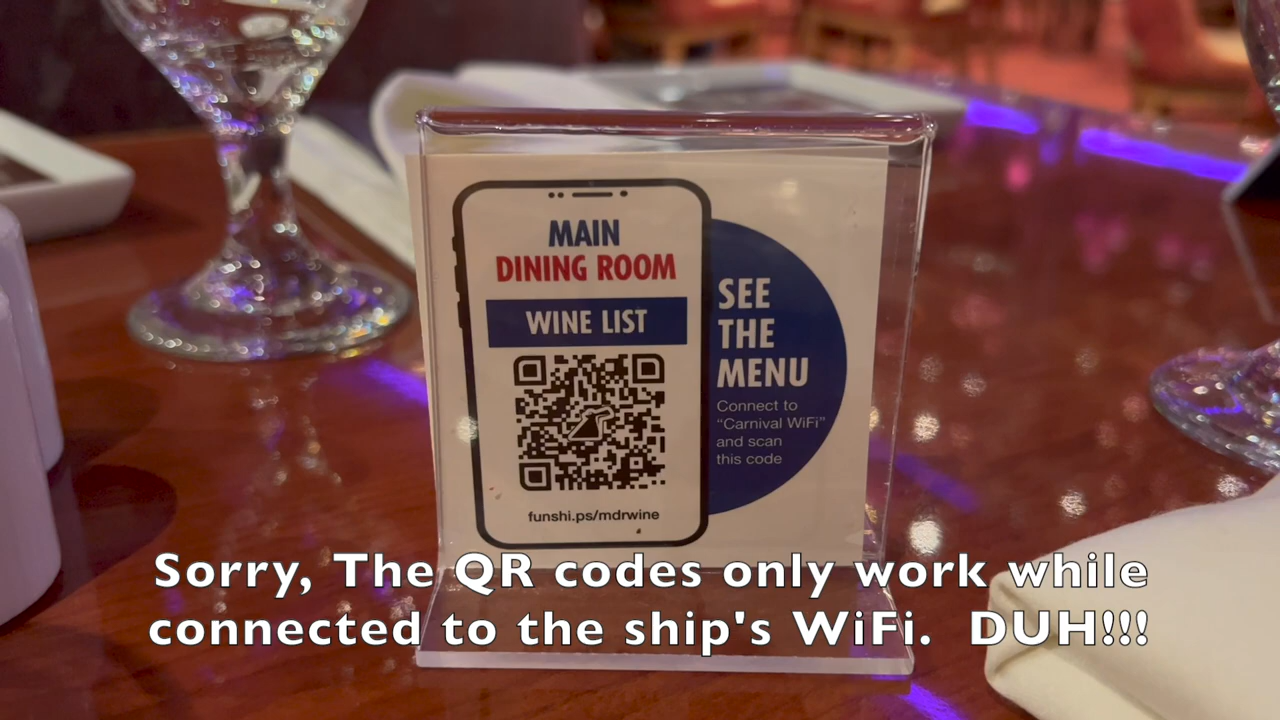 MAIN
DINING ROOM
WINE LIST
funshi.ps/mdrwine
SEE
THE
MENU
Connect to
“Carnival WiFi”
and scan
this code
Sorry, The QR codes only work while
connected to the ship's WiFi.  DUH!!!